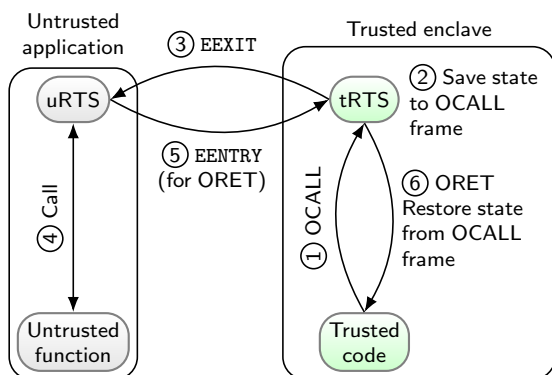 Untrusted
application
Trusted enclave
③ EEXIT
uRTS
tRTS
② Save state
to OCALL
frame
⑤ EENTRY
(for ORET)
④ Call
① OCALL
⑥ ORET
Restore state
from OCALL
frame
Untrusted
function
Trusted
code